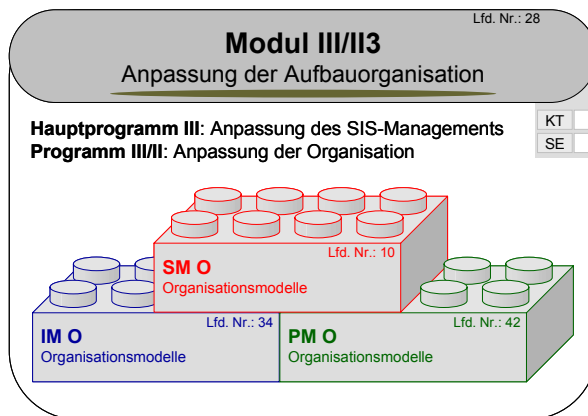 Lfd. Nr.: 28
Modul III/II3
Anpassung der Aufbauorganisation
Hauptprogramm III: Anpassung des SIS-Managements
Programm III/II: Anpassung der Organisation
KT
SE
Lfd. Nr.: 10
SM O
Organisationsmodelle
Lfd. Nr.: 34
IM O
Organisationsmodelle
Lfd. Nr.: 42
PM O
Organisationsmodelle